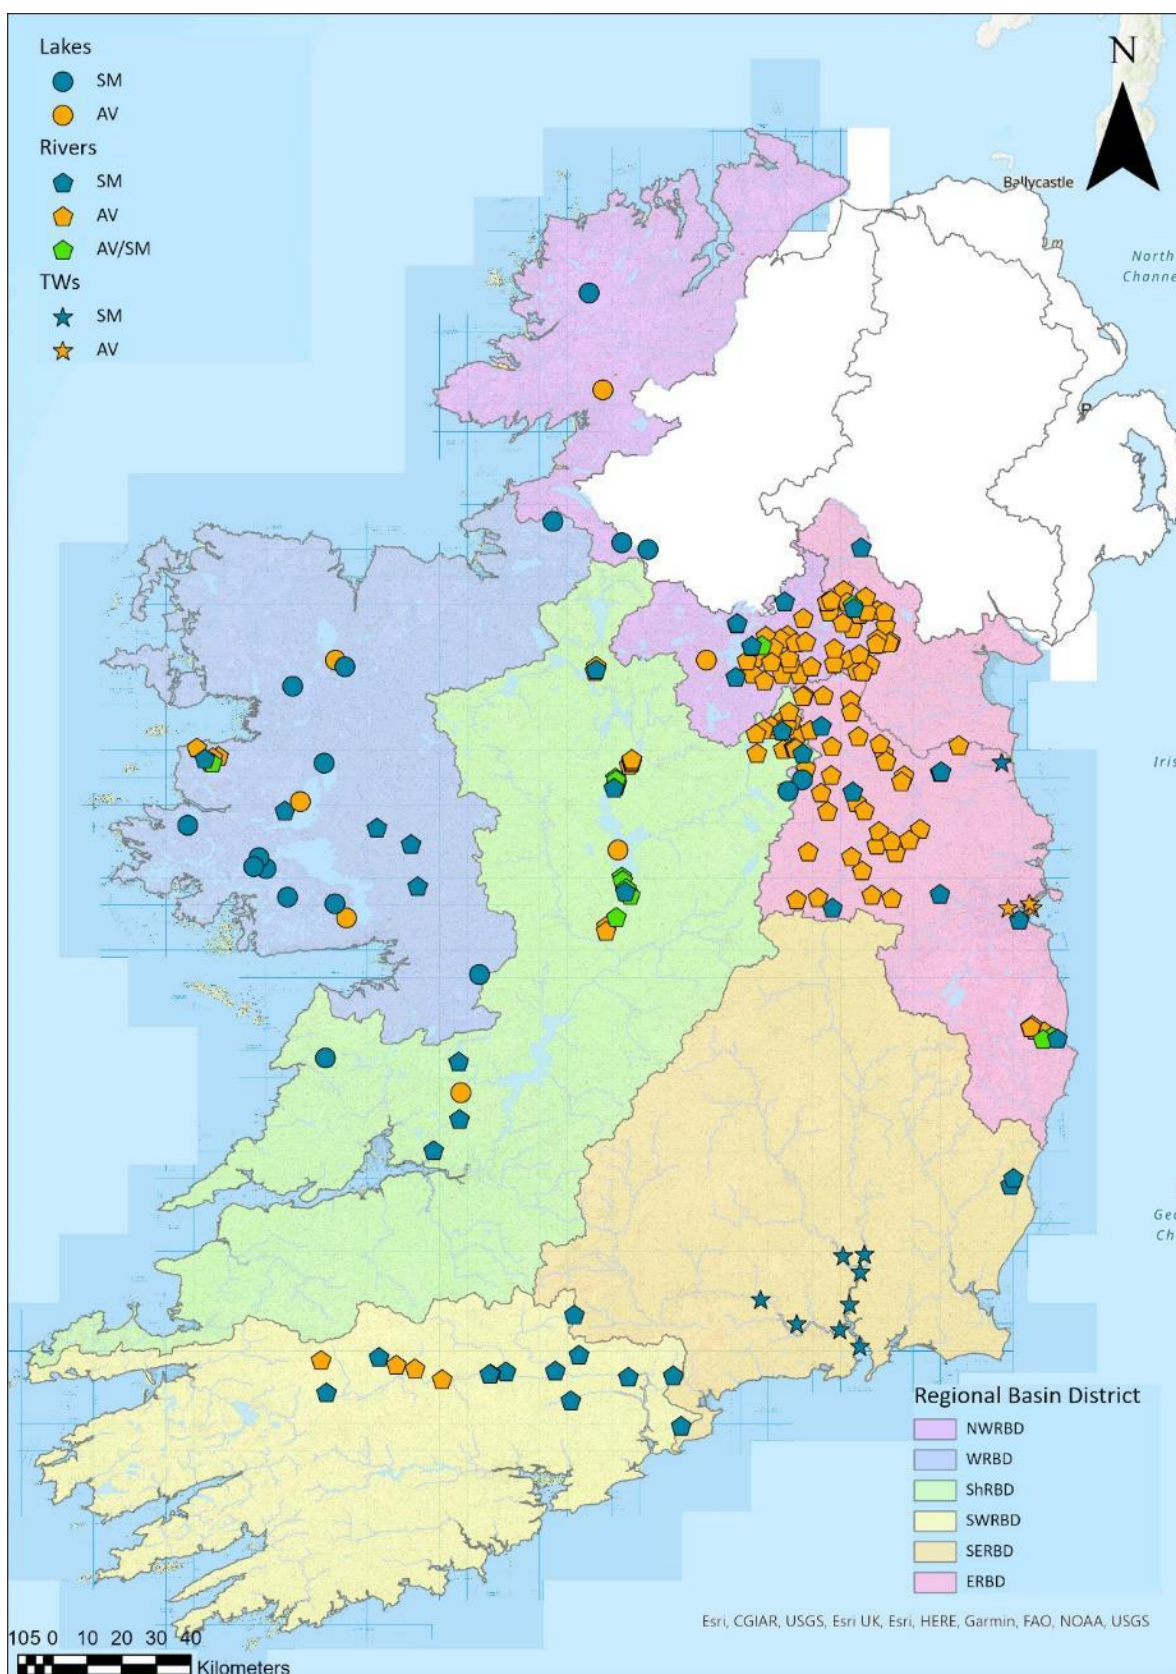 Lakes
SM
AV
Rivers
SM
AV
AV/SM
TWs
SM
AV
N
Ballycastle
North
Channe
Iris
Geo
Ch
Regional Basin District
NWRBD
WRBD
ShRBD
SWRBD
SERBD
ERBD
Esri, CGIAR, USGS, Esri UK, Esri, HERE, Garmin, FAO, NOAA, USGS
105 0 10 20 30 40
Kilometers